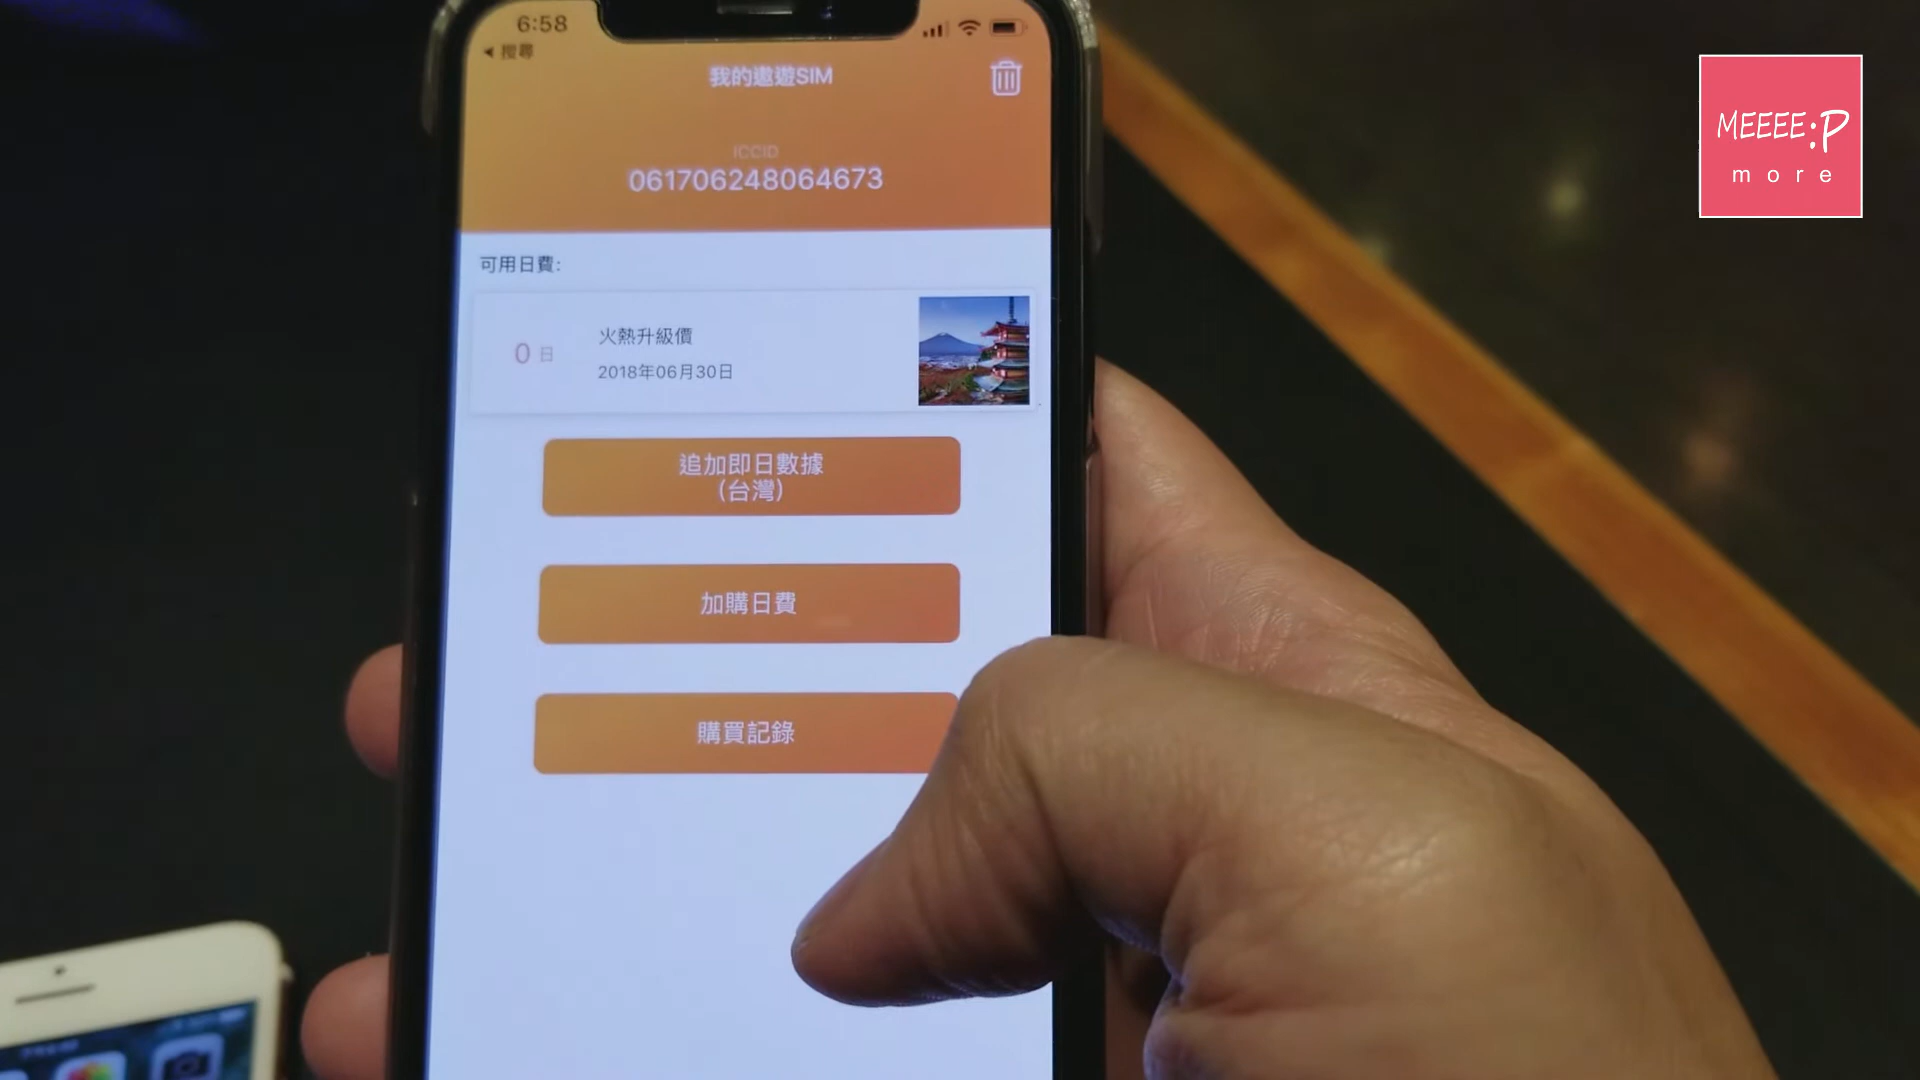 6:58
◀ 搜尋
我的遨遊SIM
ICCID
061706248064673
可用日費:
0 日
火熱升級價
2018年06月30日
追加即日數據
(台灣)
加購日費
購買記錄
MEEEE:P
more